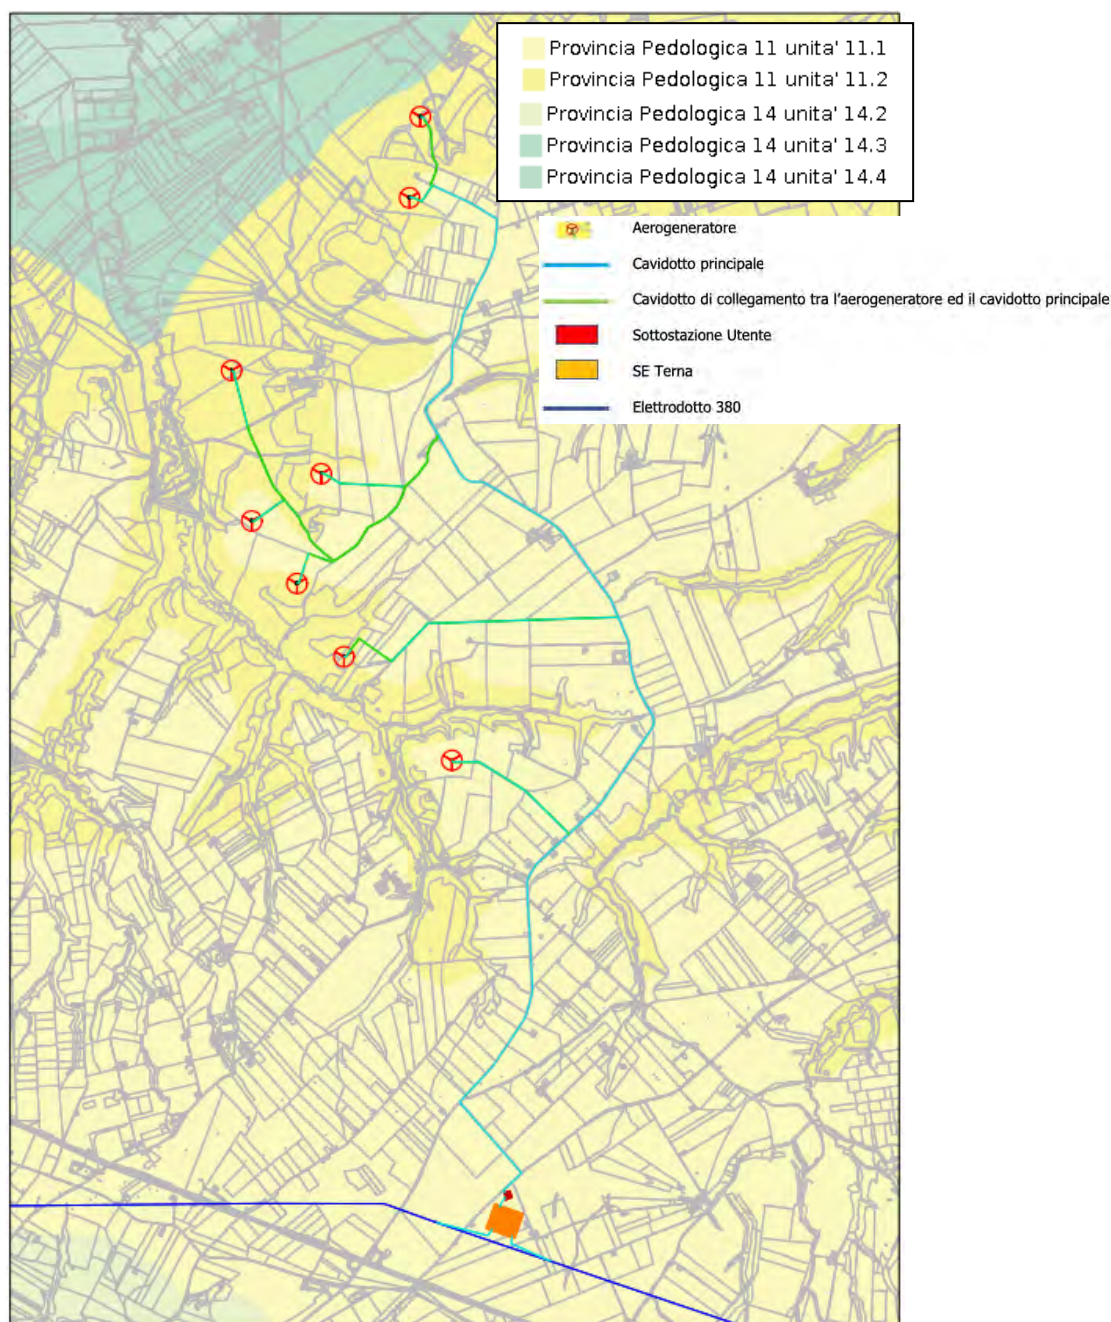 Provincia Pedologica 11 unita' 11.1
Provincia Pedologica 11 unita' 11.2
Provincia Pedologica 14 unita' 14.2
Provincia Pedologica 14 unita' 14.3
Provincia Pedologica 14 unita' 14.4
Aerogeneratore
Cavidotto principale
Cavidotto di collegamento tra l'aerogeneratore ed il cavidotto principale
Sottostazione Utente
SE Terna
Elettrodotto 380